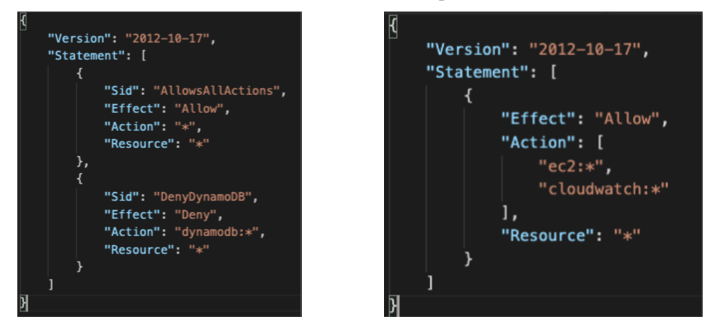 {
    "Version": "2012-10-17",
    "Statement": [
        {
            "Sid": "AllowsAllActions",
            "Effect": "Allow",
            "Action": "*",
            "Resource": "*"
        },
        {
            "Sid": "DenyDynamoDB",
            "Effect": "Deny",
            "Action": "dynamodb:*",
            "Resource": "*"
        }
    ]
}
{
    "Version": "2012-10-17",
    "Statement": [
        {
            "Effect": "Allow",
            "Action": [
                "ec2:*",
                "cloudwatch:*"
            ],
            "Resource": "*"
        }
    ]
}